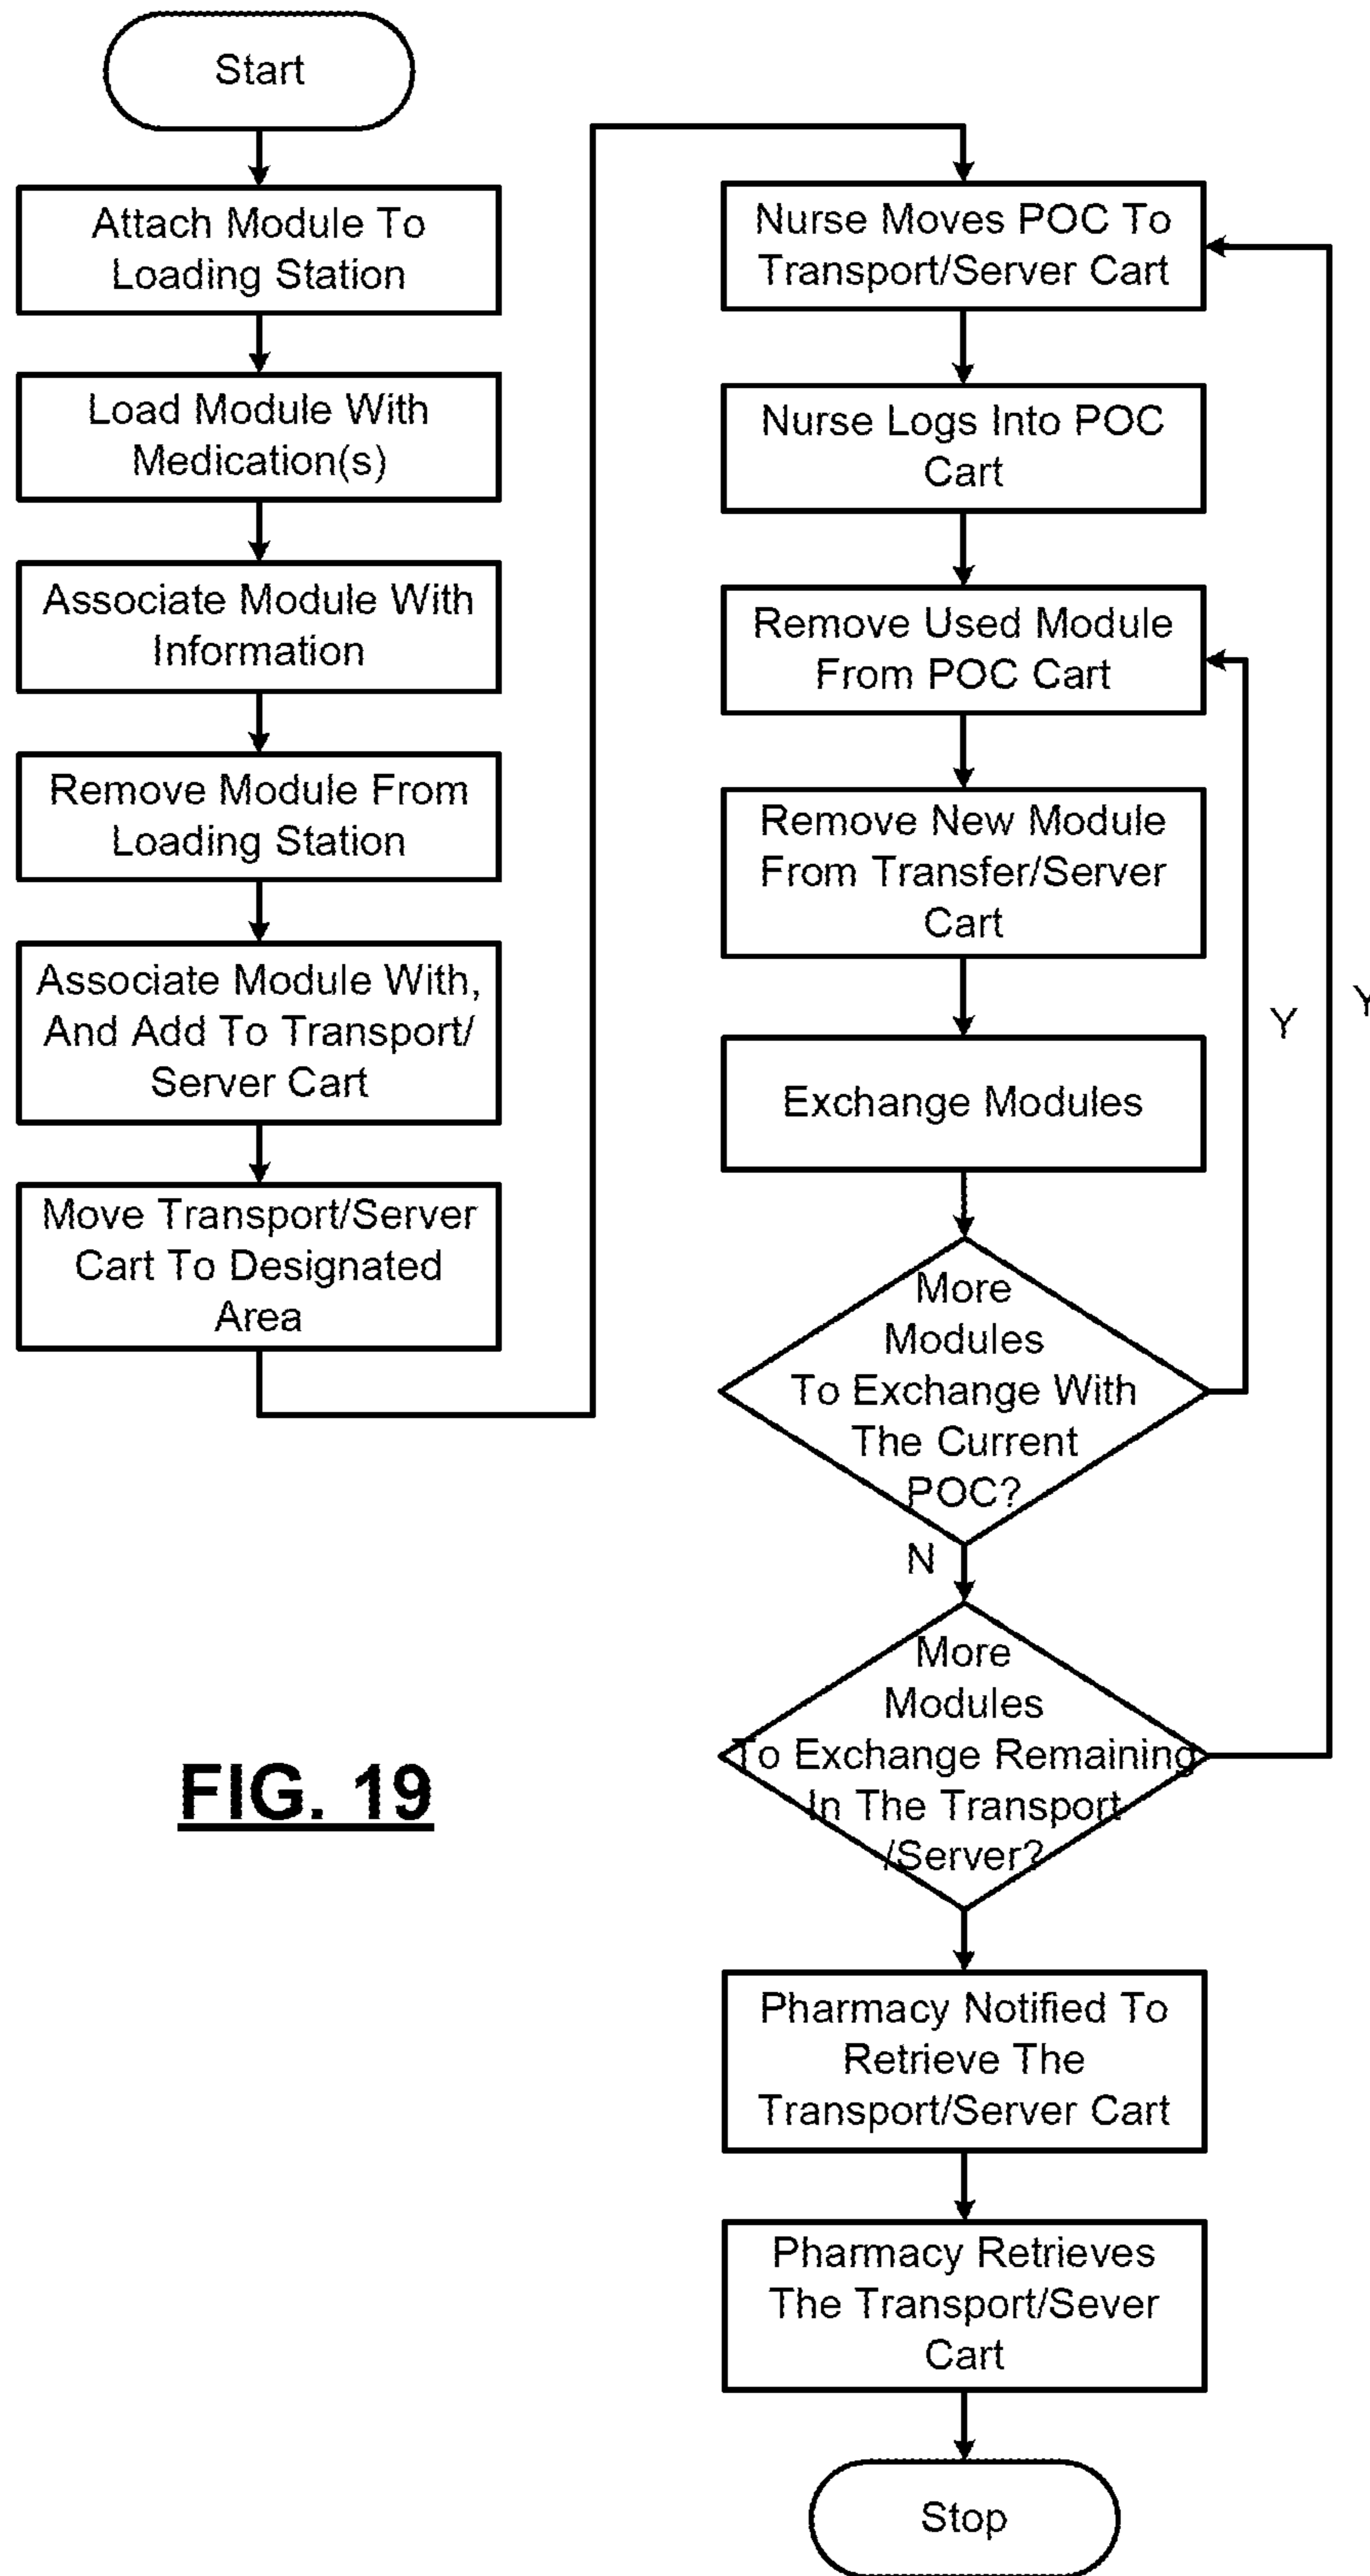 Start
Attach Module To
Loading Station
Load Module With
Medication(s)
Associate Module With
Information
Remove Module From
Loading Station
Associate Module With,
And Add To Transport/
Server Cart
Move Transport/Server
Cart To Designated
Area
Nurse Moves POC To
Transport/Server Cart
Nurse Logs Into POC
Cart
Remove Used Module
From POC Cart
Remove New Module
From Transfer/Server
Cart
Exchange Modules
More
Modules
To Exchange With
The Current
POC?
Y
N
More
Modules
To Exchange Remaining
In The Transport
/Server?
Y
Pharmacy Notified To
Retrieve The
Transport/Server Cart
Pharmacy Retrieves
The Transport/Sever
Cart
Stop
FIG. 19